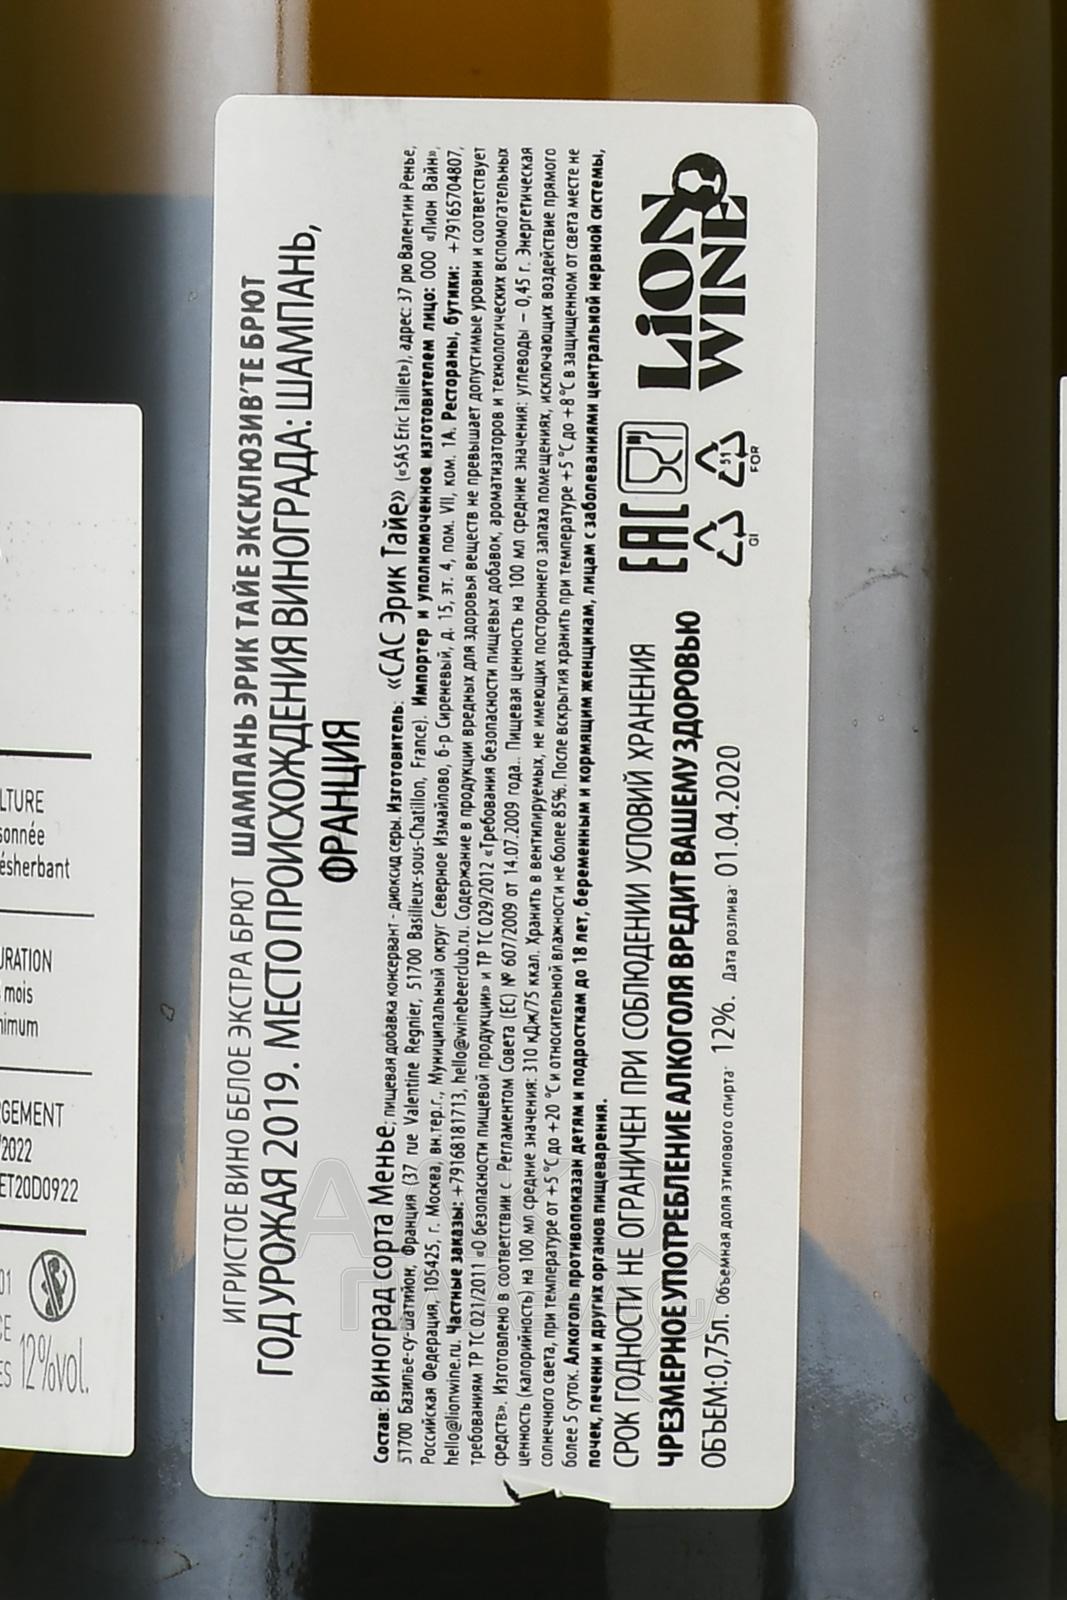 ИГРИСТОЕ ВИНО БЕЛОЕ ЭКСТРА БРЮТ ШАМПАНЬ ЭРИК ТАЙЕ ЭКСКЛЮЗИВ'ТЕ БРЮТ
ГОД УРОЖАЯ 2019. МЕСТО ПРОИСХОЖДЕНИЯ ВИНОГРАДА: ШАМПАНЬ,
ФРАНЦИЯ
Состав: Виноград сорта Менье, пищевая добавка консервант - диоксид серы. Изготовитель: «САС Эрик Тайе» («SAS Eric Taillet»), адрес: 37 рю Валентин Ренье,
51700 Базилье-су-Шатийон, Франция (37 rue Valentine Regnier, 51700 Basilieux-sous-Chatillon, France). Импортер и уполномоченное изготовителем лицо: ООО «Лион Вайн»,
Российская Федерация, 105425, г. Москва, вн.тер.г., Муниципальный округ Северное Измайлово, б-р Сиреневый, д. 15, эт. 4, пом. VII, ком. 1А. Рестораны, бутики: +79165704807,
hello@lionwine.ru. Частные заказы: +79168181713, hello@winebeerclub.ru. Содержание в продукции вредных для здоровья веществ не превышает допустимые уровни и соответствует
требованиям ТР ТС 021/2011 «О безопасности пищевой продукции» и ТР ТС 029/2012 «Требования безопасности пищевых добавок, ароматизаторов и технологических вспомогательных
средств». Изготовлено в соответствии с Регламентом Совета (ЕС) № 607/2009 от 14.07.2009 года.. Пищевая ценность на 100 мл средние значения: углеводы – 0,45 г. Энергетическая
ценность (калорийность) на 100 мл средние значения: 310 кДж/75 ккал. Хранить в вентилируемых, не имеющих постороннего запаха помещениях, исключающих воздействие прямого
солнечного света, при температуре от +5 °С до +20 °С и относительной влажности не более 85%. После вскрытия хранить при температуре +5 °С до +8 °С в защищенном от света месте не
более 5 суток. Алкоголь противопоказан детям и подросткам до 18 лет, беременным и кормящим женщинам, лицам с заболеваниями центральной нервной системы,
почек, печени и других органов пищеварения.
СРОК ГОДНОСТИ НЕ ОГРАНИЧЕН ПРИ СОБЛЮДЕНИИ УСЛОВИЙ ХРАНЕНИЯ
ЧРЕЗМЕРНОЕ УПОТРЕБЛЕНИЕ АЛКОГОЛЯ ВРЕДИТ ВАШЕМУ ЗДОРОВЬЮ
ОБЪЕМ:0,75л. Объемная доля этилового спирта: 12%. Дата розлива: 01.04.2020
EAC
GI
51
FOR
LiON
WINE
LTURE
sonnée
ésherbant
URATION
mois
nimum
GEMENT
/2022
ET20D0922
01
CE
ES 12%vol.
АЛКО
ПЛЕАЗ